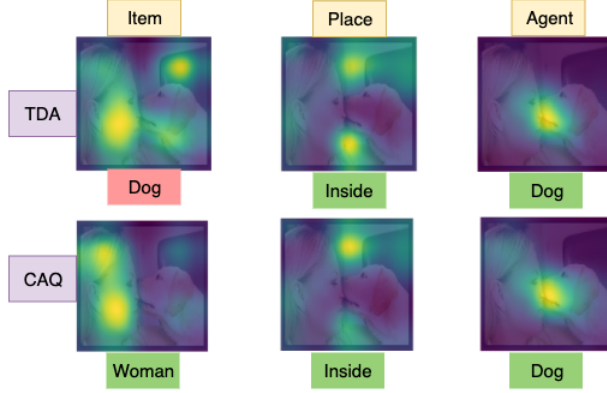 Item Place Agent
TDA
Dog Inside Dog
CAQ
Woman Inside Dog